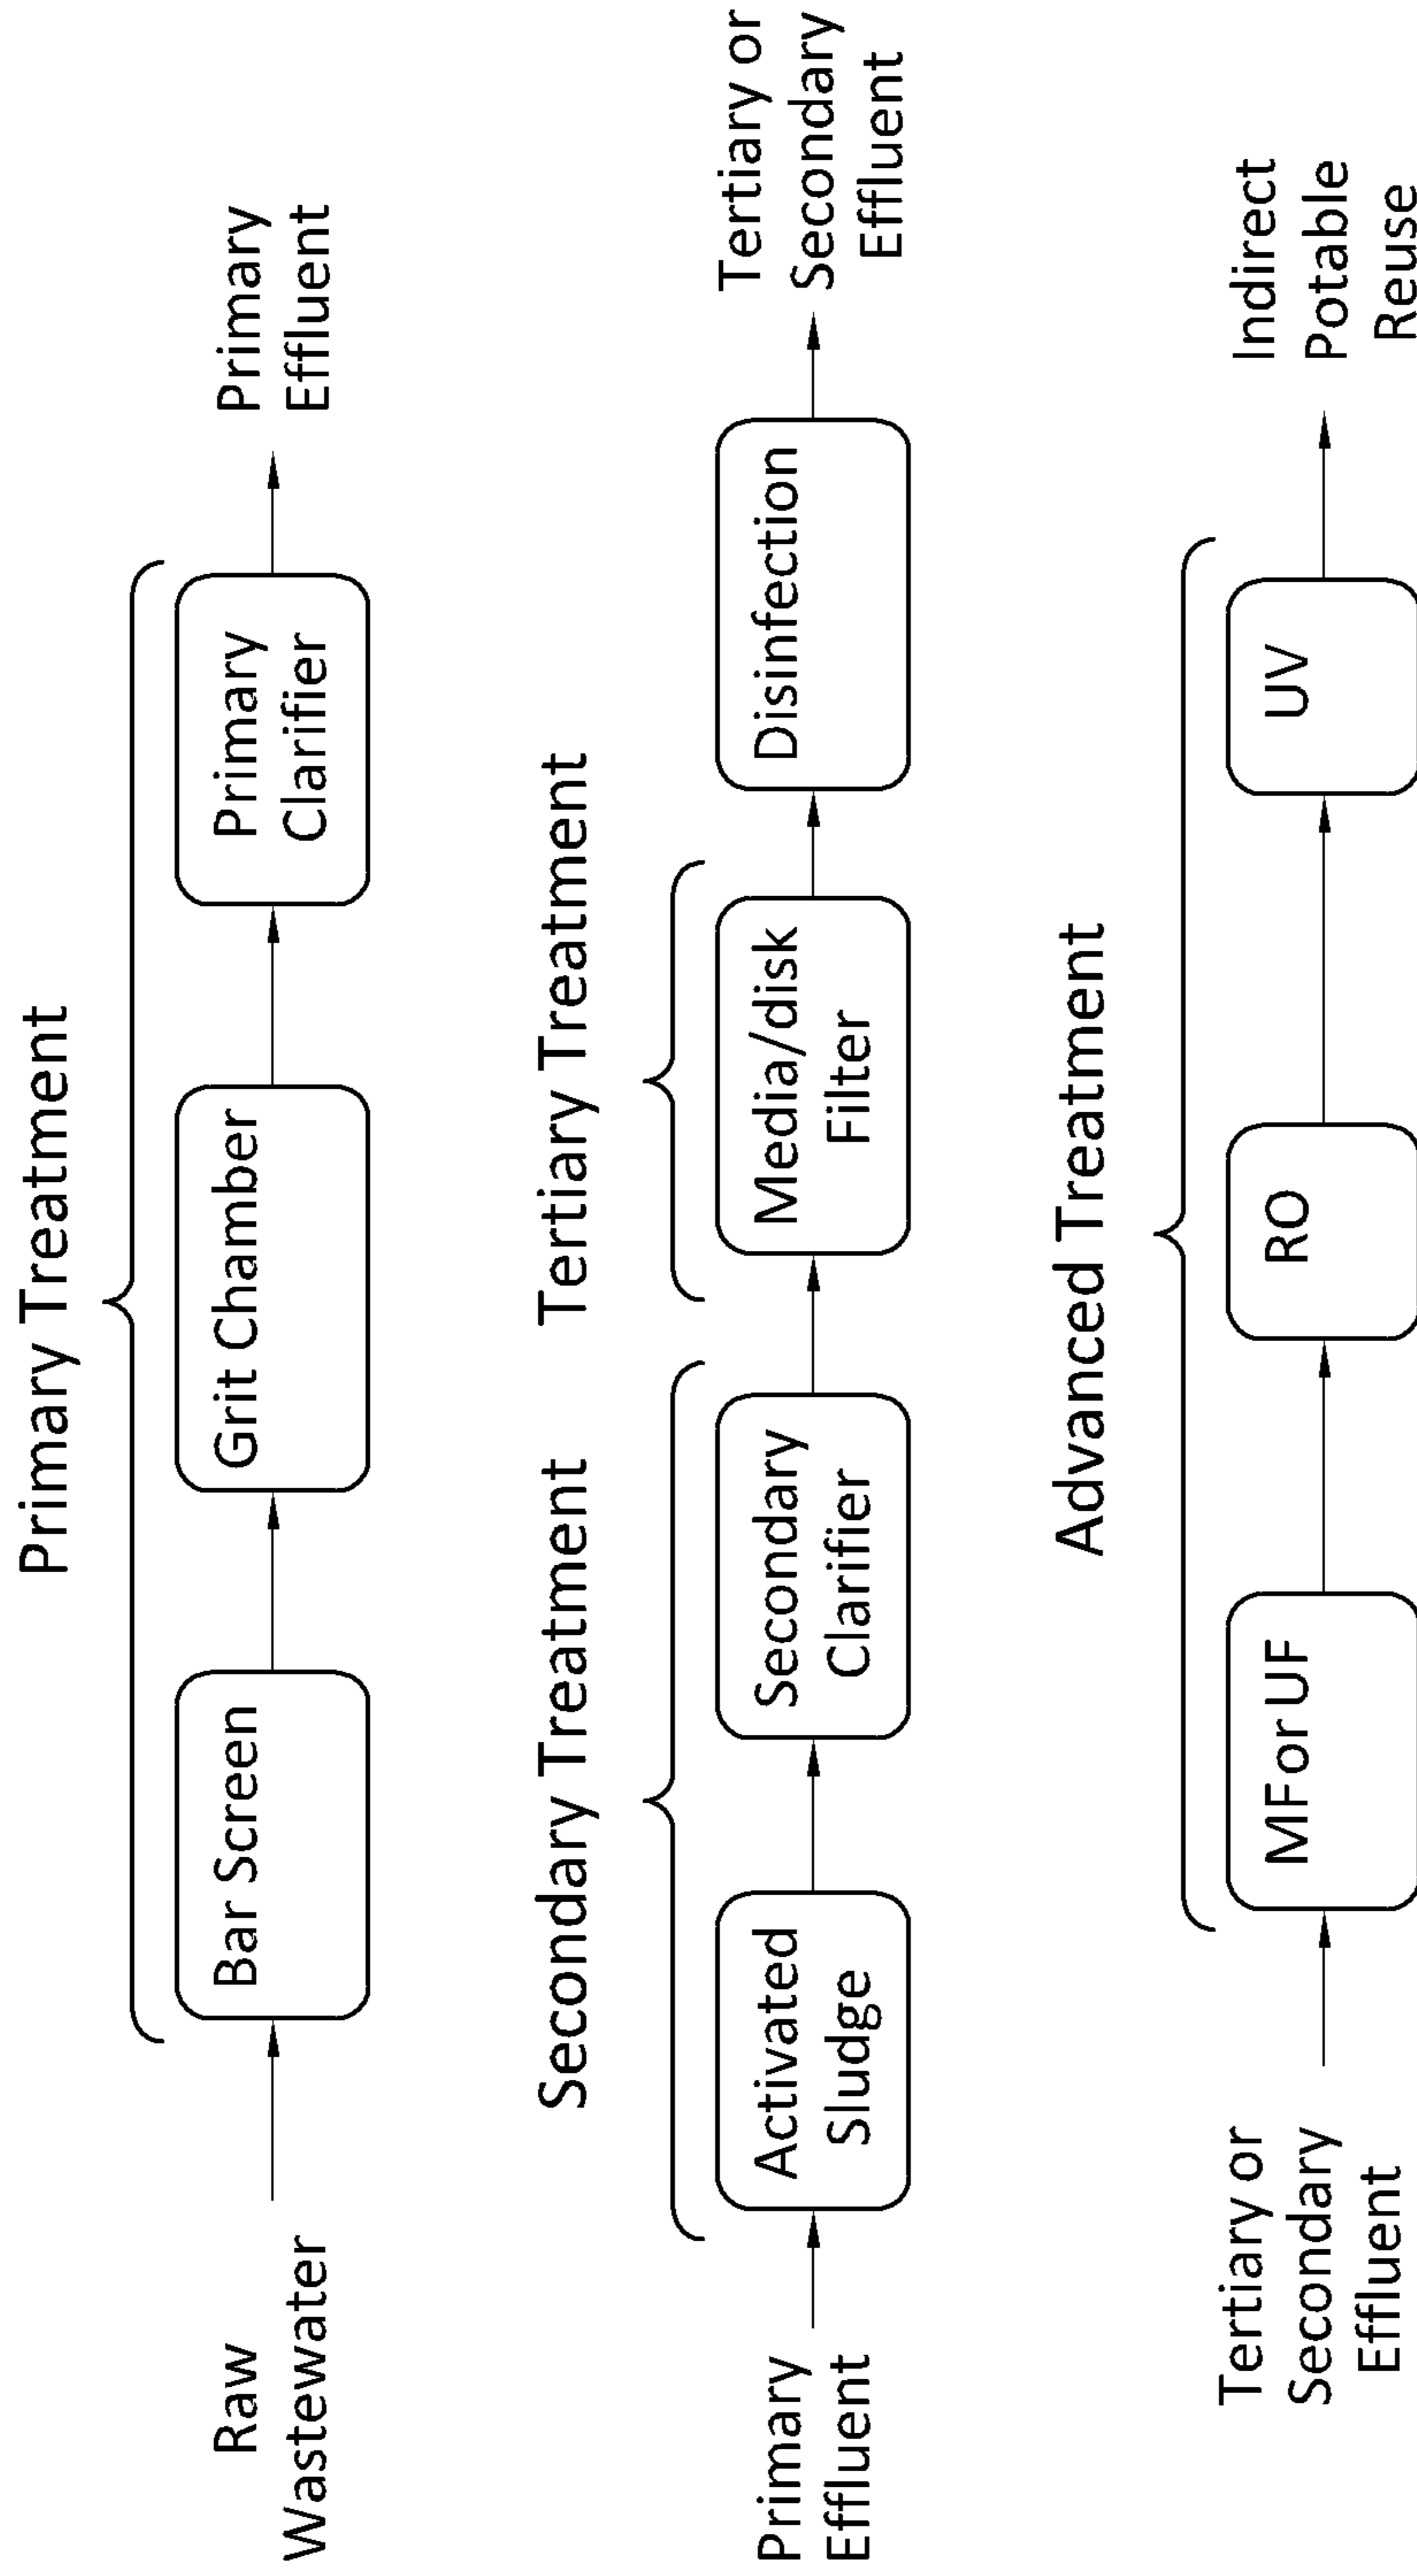 Primary Treatment
Raw
Wastewater
Bar Screen
Grit Chamber
Primary
Clarifier
Primary
Effluent
Secondary Treatment
Tertiary Treatment
Primary
Effluent
Activated
Sludge
Secondary
Clarifier
Media/disk
Filter
Disinfection
Tertiary or
Secondary
Effluent
Advanced Treatment
Tertiary or
Secondary
Effluent
MF or UF
RO
UV
Indirect
Potable
Reuse